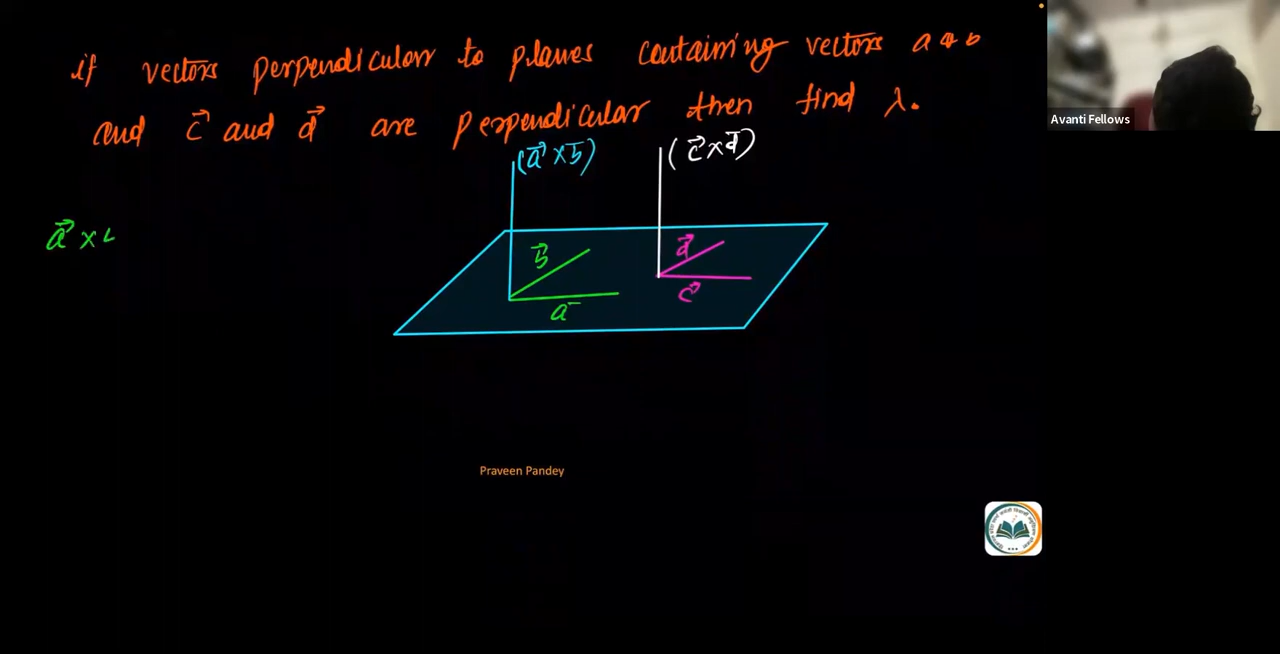 if vectors perpendicular to planes containing vectors a & b
and c⃗ and d⃗ are perpendicular then find λ.
(a⃗ × b̅)
(c⃗ × d̅)
a⃗ ×
b⃗
a̅
d⃗
c⃗
Praveen Pandey
Avanti Fellows